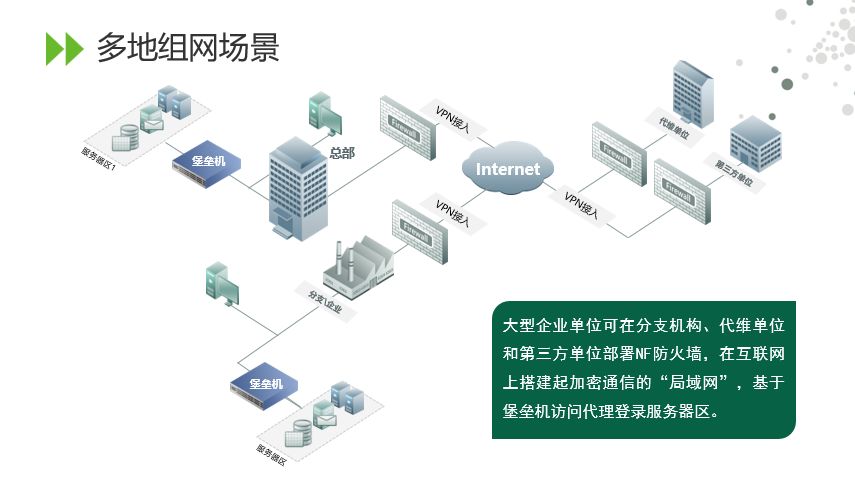 多地组网场景
服务器区1
堡垒机
总部
Firewall
VPN接入
Internet
Firewall
代维单位
第三方单位
Firewall
VPN接入
VPN接入
Firewall
分支\企业
堡垒机
服务器区
大型企业单位可在分支机构、代维单位
和第三方单位部署NF防火墙，在互联网
上搭建起加密通信的“局域网”，基于
堡垒机访问代理登录服务器区。